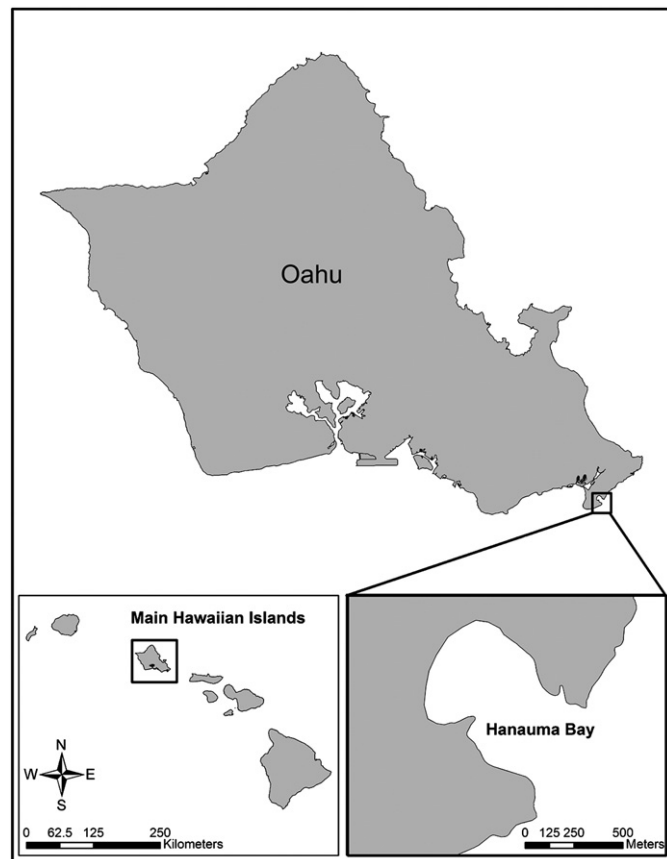 Oahu
Main Hawaiian Islands
N
W E
S
0 62.5 125 250
Kilometers
Hanauma Bay
0 125 250 500
Meters